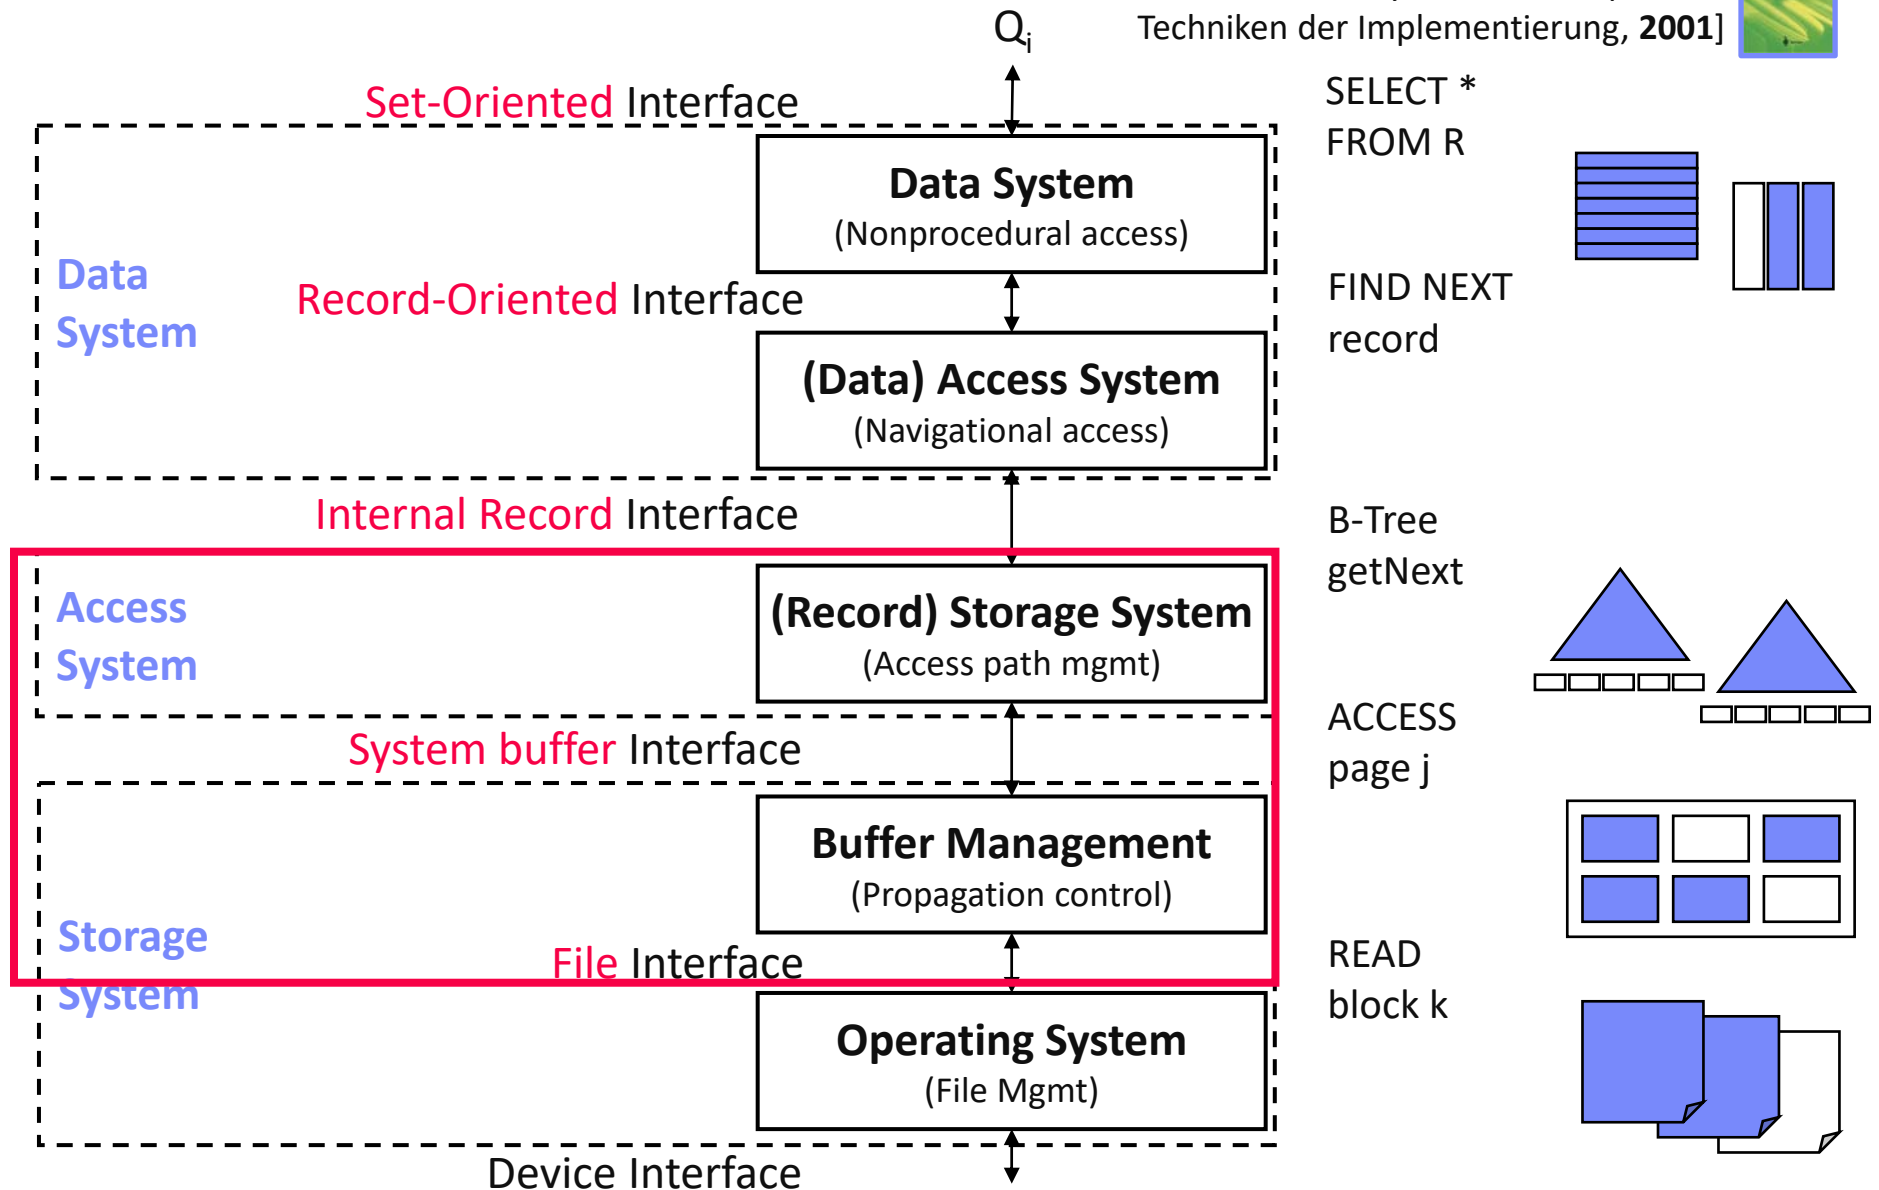 Q_i
Techniken der Implementierung, 2001]
Set-Oriented Interface
SELECT *
FROM R
Data System
(Nonprocedural access)
Data
System
Record-Oriented Interface
FIND NEXT
record
(Data) Access System
(Navigational access)
Internal Record Interface
B-Tree
getNext
Access
System
(Record) Storage System
(Access path mgmt)
ACCESS
page j
System buffer Interface
Buffer Management
(Propagation control)
Storage
System
File Interface
READ
block k
Operating System
(File Mgmt)
Device Interface